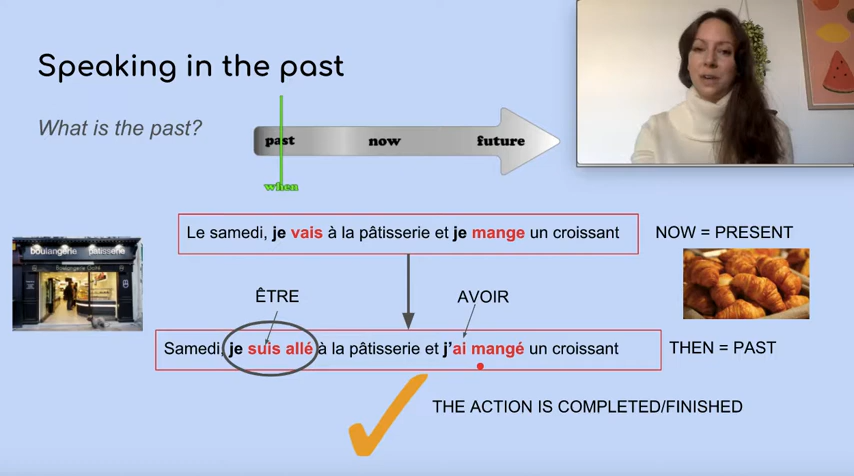 Speaking in the past
What is the past?
past now future
when
Le samedi, je vais à la pâtisserie et je mange un croissant
NOW = PRESENT
boulangerie patisserie
ÊTRE
AVOIR
Samedi, je suis allé à la pâtisserie et j'ai mangé un croissant
THEN = PAST
THE ACTION IS COMPLETED/FINISHED